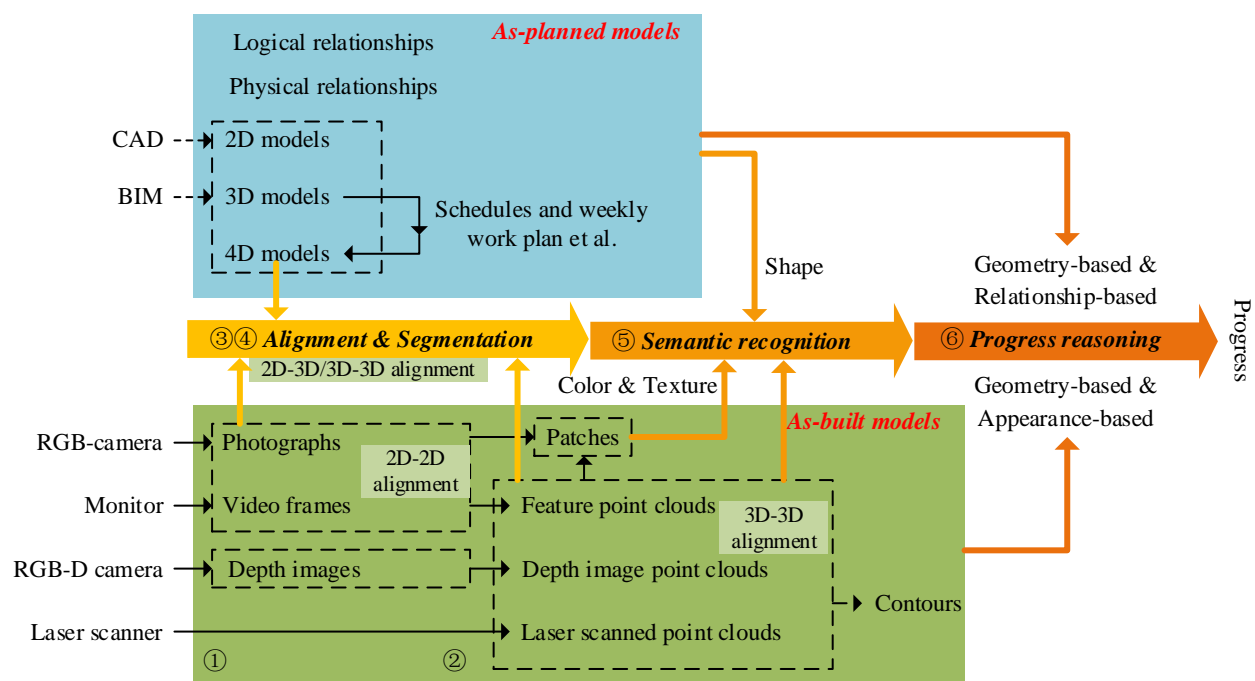 As-planned models
Logical relationships
Physical relationships
CAD
2D models
BIM
3D models
Schedules and weekly
work plan et al.
4D models
Shape
Geometry-based &
Relationship-based
③④ Alignment & Segmentation
⑤ Semantic recognition
⑥ Progress reasoning
Progress
2D-3D/3D-3D alignment
Color & Texture
Geometry-based &
Appearance-based
As-built models
RGB-camera
Photographs
Patches
2D-2D
alignment
Monitor
Video frames
Feature point clouds
3D-3D
alignment
RGB-D camera
Depth images
Depth image point clouds
Contours
Laser scanner
Laser scanned point clouds
①
②